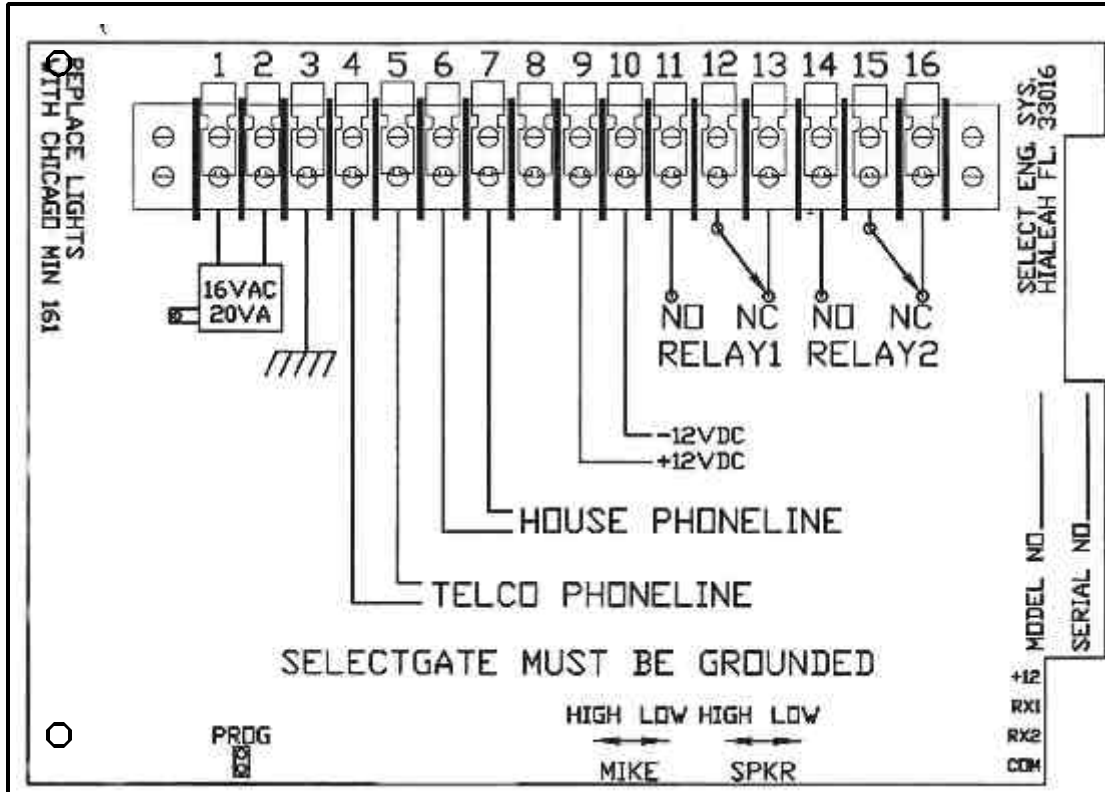 1 2 3 4 5 6 7 8 9 10 11 12 13 14 15 16
REPLACE LIGHTS
WITH CHICAGO MIN 161
SELECT ENG. SYS.
HIALEAH FL. 33016
16VAC
20VA
NO NC NO NC
RELAY1 RELAY2
-12VDC
+12VDC
HOUSE PHONELINE
TELCO PHONELINE
SELECTGATE MUST BE GROUNDED
MODEL NO
SERIAL NO
+12
RX1
RX2
COM
PROG
HIGH LOW HIGH LOW
MIKE SPKR